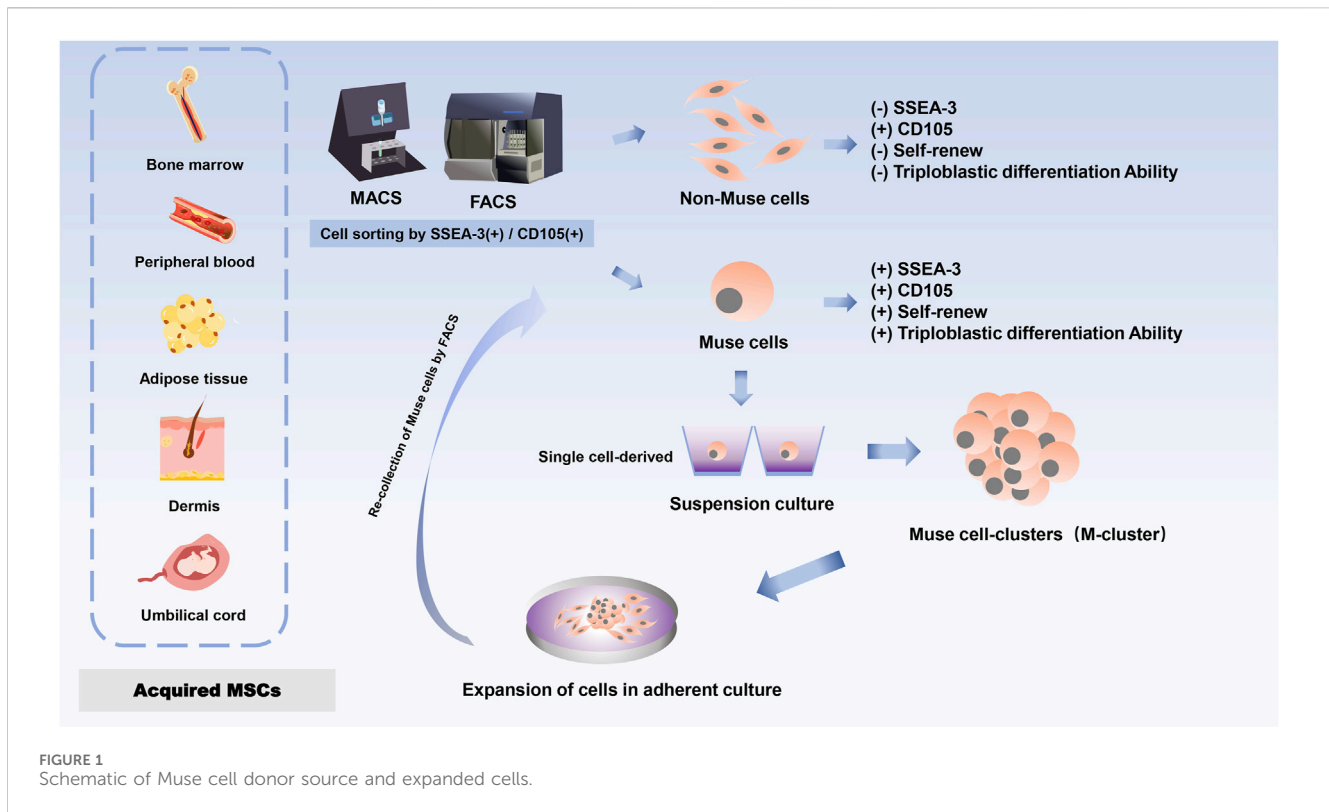 Bone marrow
Peripheral blood
Adipose tissue
Dermis
Umbilical cord
Acquired MSCs
MACS
FACS
Cell sorting by SSEA-3(+) / CD105(+)
Non-Muse cells
(-) SSEA-3
(+) CD105
(-) Self-renew
(-) Triploblastic differentiation Ability
Muse cells
(+) SSEA-3
(+) CD105
(+) Self-renew
(+) Triploblastic differentiation Ability
Re-collection of Muse cells by FACS
Single cell-derived
Suspension culture
Muse cell-clusters (M-cluster)
Expansion of cells in adherent culture
FIGURE 1
Schematic of Muse cell donor source and expanded cells.